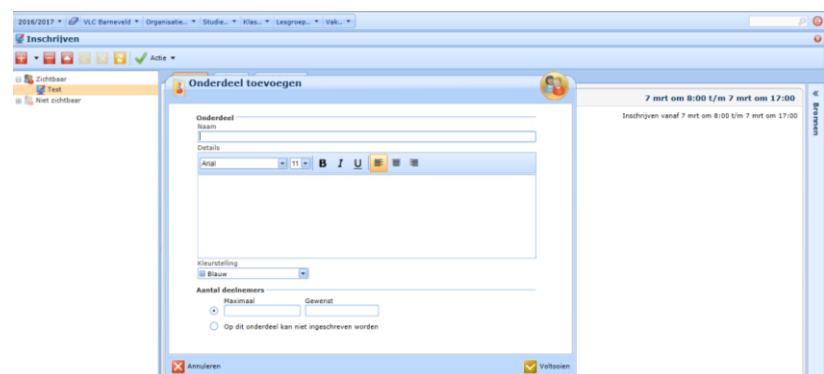 2016/2017 VLC Barneveld Organisatie... Studie... Klas... Lesgroep... Vak...
Inschrijven
Actie
Zichtbaar
Test
Niet zichtbaar
Onderdeel toevoegen
7 mrt om 8:00 t/m 7 mrt om 17:00
Inschrijven vanaf 7 mrt om 8:00 t/m 7 mrt om 17:00
Bronnen
Onderdeel
Naam
Details
Arial 11 B I U
Kleurstelling
Blauw
Aantal deelnemers
Maximaal Gewenst
Op dit onderdeel kan niet ingeschreven worden
Annuleren Voltooien